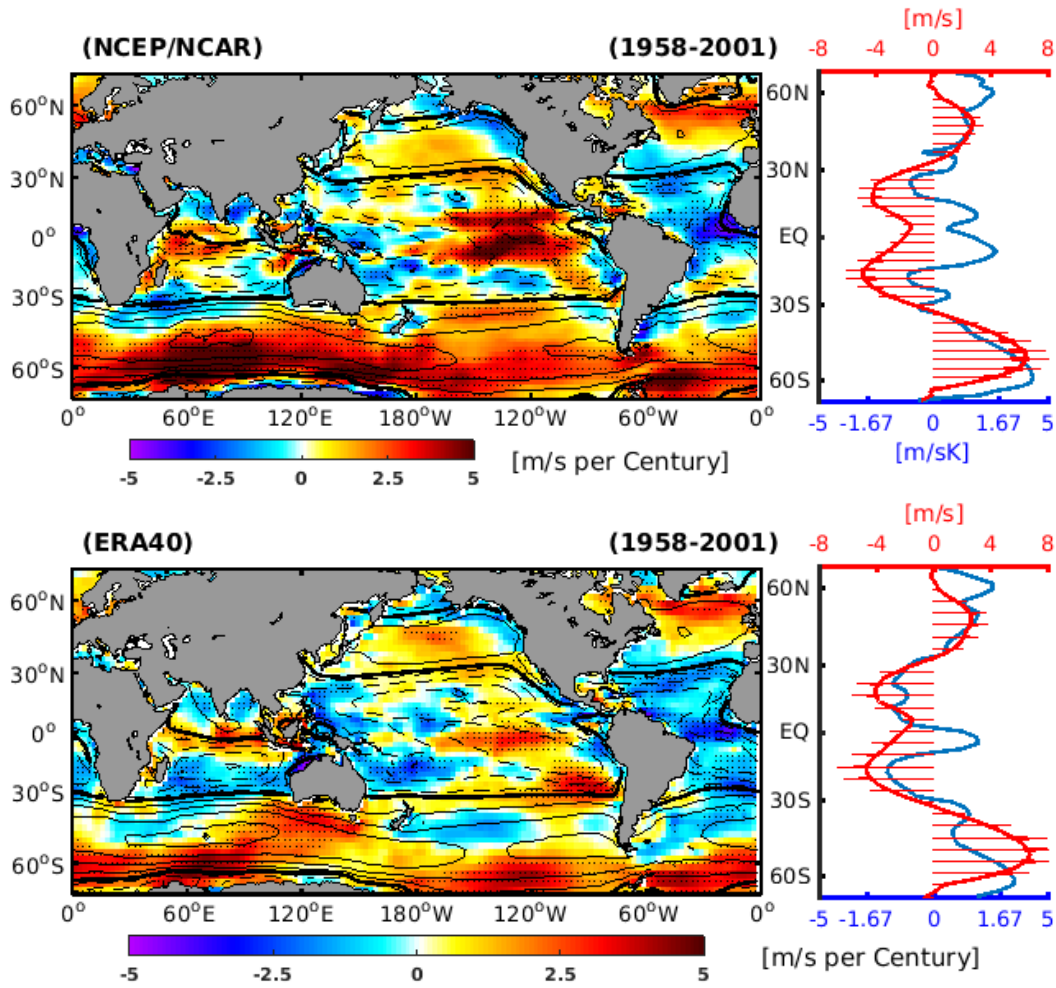 [m/s]
(NCEP/NCAR) (1958-2001) -8 -4 0 4 8
60°N 60N
30°N 30N
0° EQ
30°S 30S
60°S 60S
0° 60°E 120°E 180°W 120°W 60°W 0° -5 -1.67 0 1.67 5
[m/s per Century] [m/sK]
-5 -2.5 0 2.5 5
[m/s]
(ERA40) (1958-2001) -8 -4 0 4 8
60°N 60N
30°N 30N
0° EQ
30°S 30S
60°S 60S
0° 60°E 120°E 180°W 120°W 60°W 0° -5 -1.67 0 1.67 5
[m/s per Century]
-5 -2.5 0 2.5 5